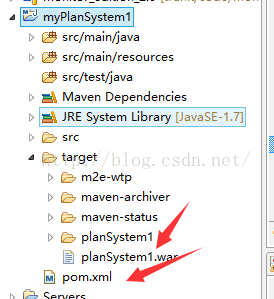 myPlanSystem1
src/main/java
src/main/resources
src/test/java
Maven Dependencies
JRE System Library [JavaSE-1.7]
src
target
http://blog.csdn.net/
m2e-wtp
maven-archiver
maven-status
planSystem1
planSystem1.war
pom.xml
Servers